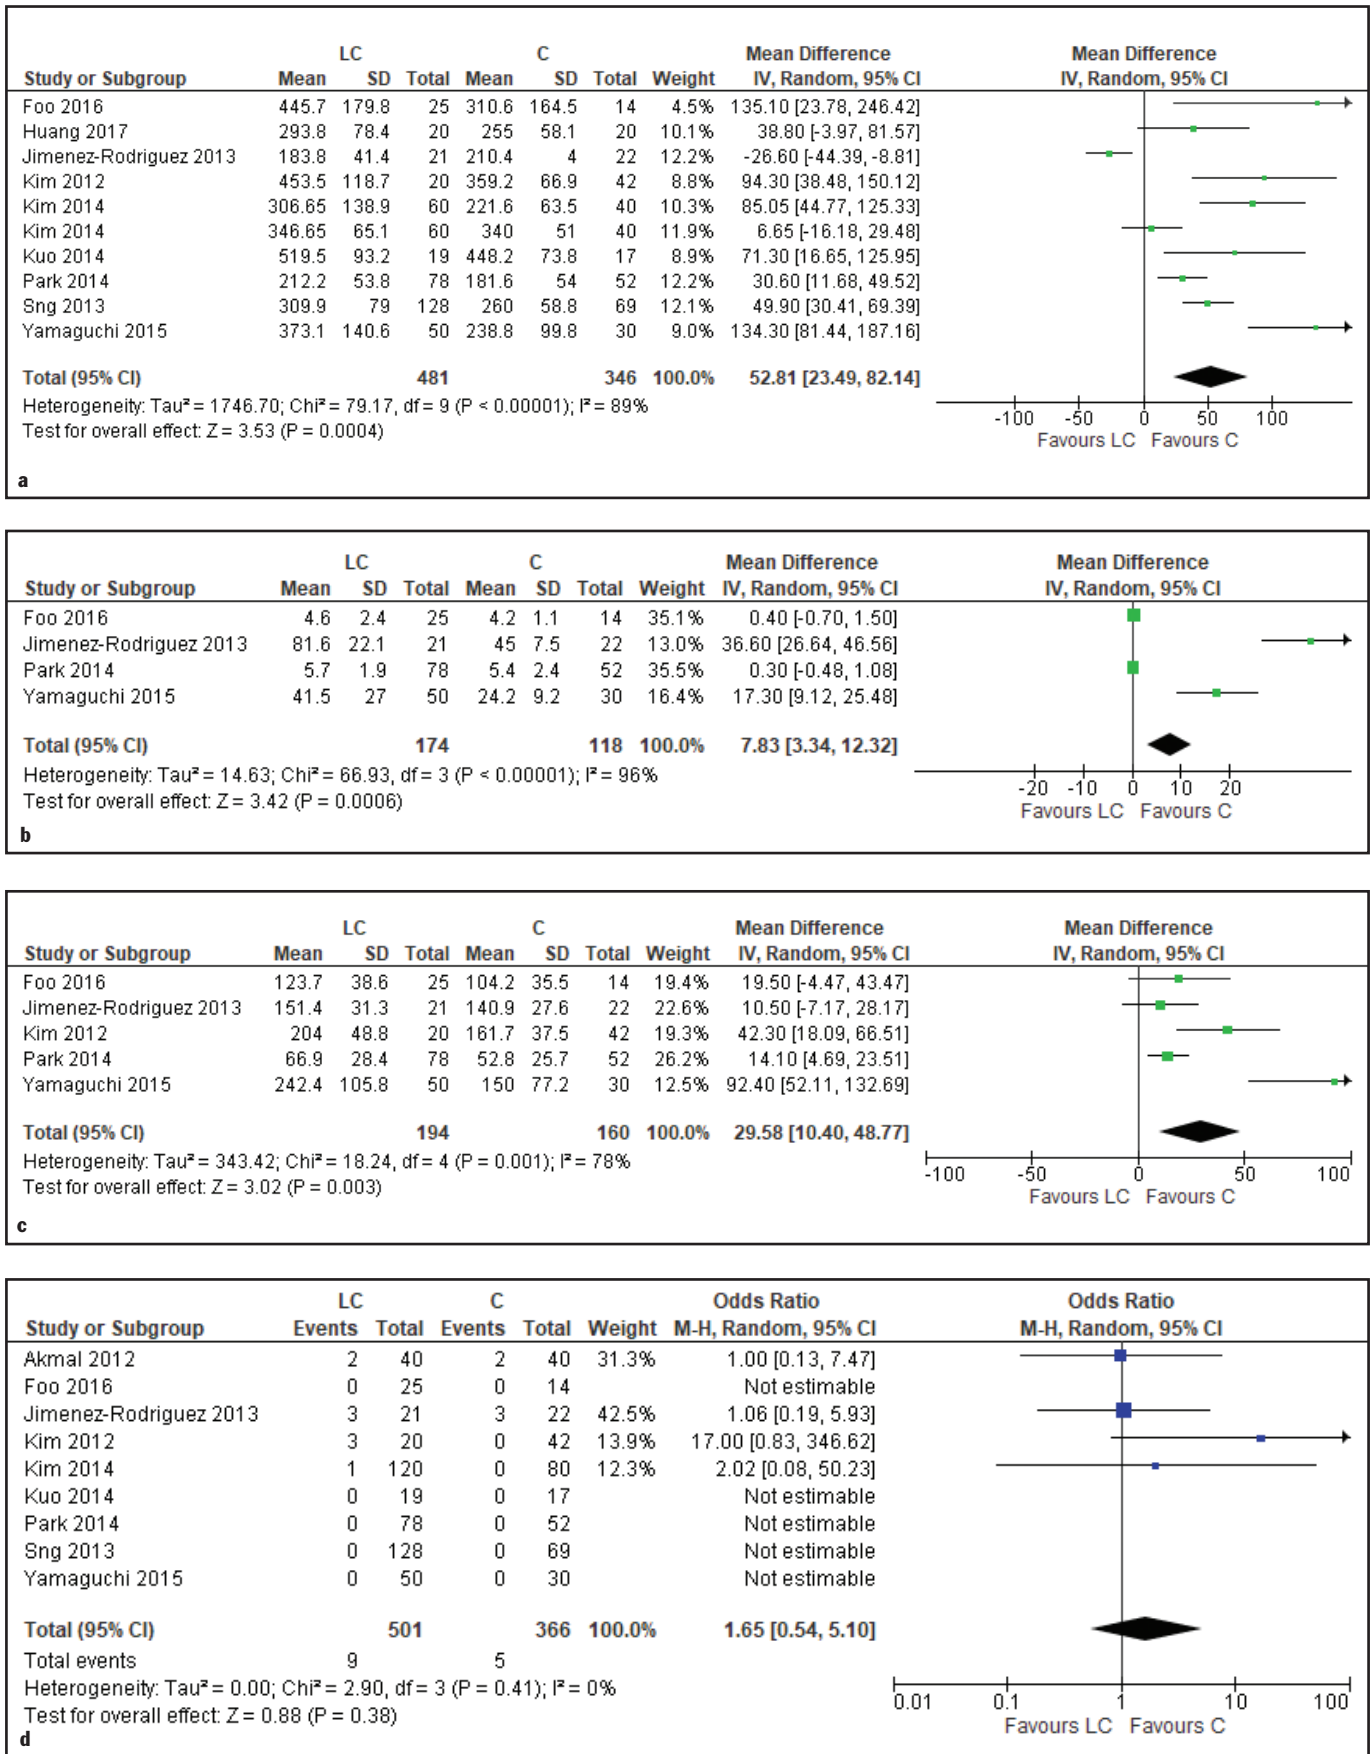 LC C Mean Difference Mean Difference
Study or Subgroup Mean SD Total Mean SD Total Weight IV, Random, 95% CI IV, Random, 95% CI
Foo 2016 445.7 179.8 25 310.6 164.5 14 4.5% 135.10 [23.78, 246.42]
Huang 2017 293.8 78.4 20 255 58.1 20 10.1% 38.80 [-3.97, 81.57]
Jimenez-Rodriguez 2013 183.8 41.4 21 210.4 4 22 12.2% -26.60 [-44.39, -8.81]
Kim 2012 453.5 118.7 20 359.2 66.9 42 8.8% 94.30 [38.48, 150.12]
Kim 2014 306.65 138.9 60 221.6 63.5 40 10.3% 85.05 [44.77, 125.33]
Kim 2014 346.65 65.1 60 340 51 40 11.9% 6.65 [-16.18, 29.48]
Kuo 2014 519.5 93.2 19 448.2 73.8 17 8.9% 71.30 [16.65, 125.95]
Park 2014 212.2 53.8 78 181.6 54 52 12.2% 30.60 [11.68, 49.52]
Sng 2013 309.9 79 128 260 58.8 69 12.1% 49.90 [30.41, 69.39]
Yamaguchi 2015 373.1 140.6 50 238.8 99.8 30 9.0% 134.30 [81.44, 187.16]
Total (95% CI) 481 346 100.0% 52.81 [23.49, 82.14]
Heterogeneity: Tau² = 1746.70; Chi² = 79.17, df = 9 (P < 0.00001); I² = 89%
Test for overall effect: Z = 3.53 (P = 0.0004)
-100 -50 0 50 100
Favours LC Favours C
a
LC C Mean Difference Mean Difference
Study or Subgroup Mean SD Total Mean SD Total Weight IV, Random, 95% CI IV, Random, 95% CI
Foo 2016 4.6 2.4 25 4.2 1.1 14 35.1% 0.40 [-0.70, 1.50]
Jimenez-Rodriguez 2013 81.6 22.1 21 45 7.5 22 13.0% 36.60 [26.64, 46.56]
Park 2014 5.7 1.9 78 5.4 2.4 52 35.5% 0.30 [-0.48, 1.08]
Yamaguchi 2015 41.5 27 50 24.2 9.2 30 16.4% 17.30 [9.12, 25.48]
Total (95% CI) 174 118 100.0% 7.83 [3.34, 12.32]
Heterogeneity: Tau² = 14.63; Chi² = 66.93, df = 3 (P < 0.00001); I² = 96%
Test for overall effect: Z = 3.42 (P = 0.0006)
-20 -10 0 10 20
Favours LC Favours C
b
LC C Mean Difference Mean Difference
Study or Subgroup Mean SD Total Mean SD Total Weight IV, Random, 95% CI IV, Random, 95% CI
Foo 2016 123.7 38.6 25 104.2 35.5 14 19.4% 19.50 [-4.47, 43.47]
Jimenez-Rodriguez 2013 151.4 31.3 21 140.9 27.6 22 22.6% 10.50 [-7.17, 28.17]
Kim 2012 204 48.8 20 161.7 37.5 42 19.3% 42.30 [18.09, 66.51]
Park 2014 66.9 28.4 78 52.8 25.7 52 26.2% 14.10 [4.69, 23.51]
Yamaguchi 2015 242.4 105.8 50 150 77.2 30 12.5% 92.40 [52.11, 132.69]
Total (95% CI) 194 160 100.0% 29.58 [10.40, 48.77]
Heterogeneity: Tau² = 343.42; Chi² = 18.24, df = 4 (P = 0.001); I² = 78%
Test for overall effect: Z = 3.02 (P = 0.003)
-100 -50 0 50 100
Favours LC Favours C
c
LC C Odds Ratio Odds Ratio
Study or Subgroup Events Total Events Total Weight M-H, Random, 95% CI M-H, Random, 95% CI
Akmal 2012 2 40 2 40 31.3% 1.00 [0.13, 7.47]
Foo 2016 0 25 0 14 Not estimable
Jimenez-Rodriguez 2013 3 21 3 22 42.5% 1.06 [0.19, 5.93]
Kim 2012 3 20 0 42 13.9% 17.00 [0.83, 346.62]
Kim 2014 1 120 0 80 12.3% 2.02 [0.08, 50.23]
Kuo 2014 0 19 0 17 Not estimable
Park 2014 0 78 0 52 Not estimable
Sng 2013 0 128 0 69 Not estimable
Yamaguchi 2015 0 50 0 30 Not estimable
Total (95% CI) 501 366 100.0% 1.65 [0.54, 5.10]
Total events 9 5
Heterogeneity: Tau² = 0.00; Chi² = 2.90, df = 3 (P = 0.41); I² = 0%
Test for overall effect: Z = 0.88 (P = 0.38)
0.01 0.1 1 10 100
Favours LC Favours C
d